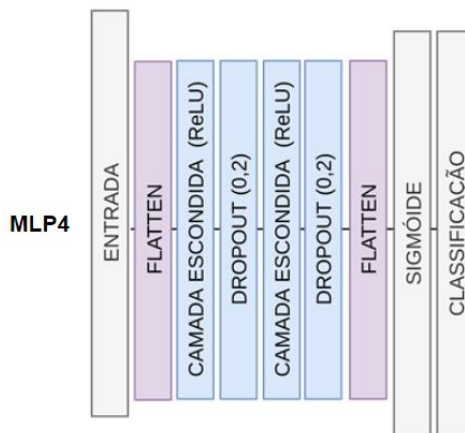 MLP4
ENTRADA
FLATTEN
CAMADA ESCONDIDA (ReLU)
DROPOUT (0,2)
CAMADA ESCONDIDA (ReLU)
DROPOUT (0,2)
FLATTEN
SIGMÓIDE
CLASSIFICAÇÃO